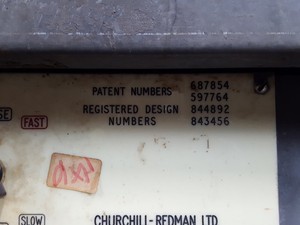 PATENT NUMBERS 687854
597764
REGISTERED DESIGN 844892
NUMBERS 843456
FAST
SLOW
CHURCHILL-REDMAN LTD